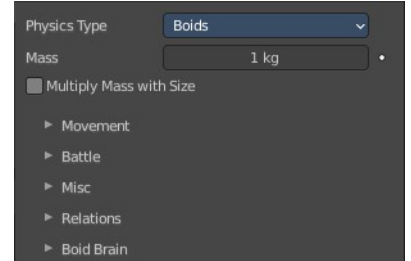 Physics Type Boids
Mass 1 kg
Multiply Mass with Size
Movement
Battle
Misc
Relations
Boid Brain